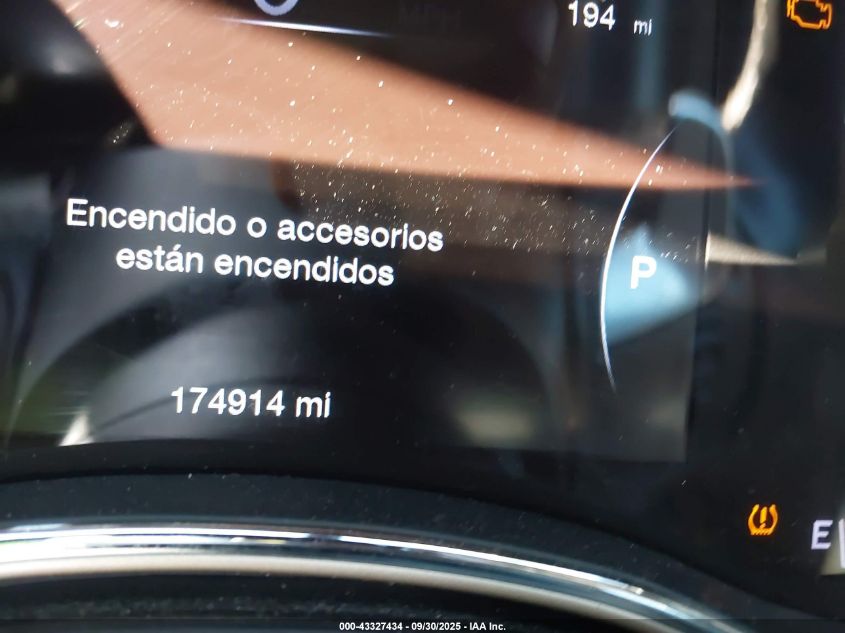 194 mi
Encendido o accesorios
están encendidos
P
174914 mi
E
000-43327434 - 09/30/2025 - IAA Inc.